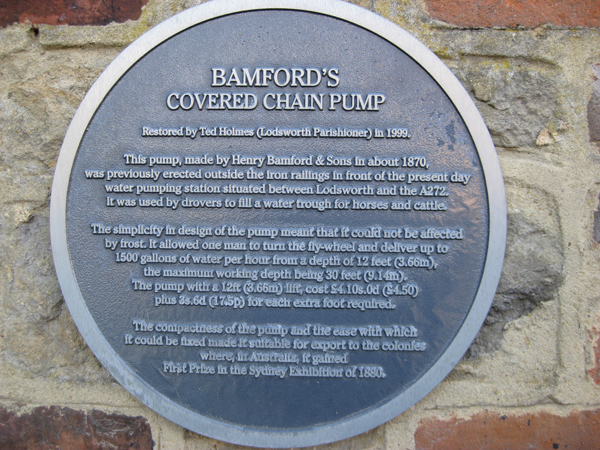 BAMFORD'S
COVERED CHAIN PUMP
Restored by Ted Holmes (Lodsworth Parishioner) in 1999.
This pump, made by Henry Bamford & Sons in about 1870,
was previously erected outside the iron railings in front of the present day
water pumping station situated between Lodsworth and the A272.
It was used by drovers to fill a water trough for horses and cattle.
The simplicity in design of the pump meant that it could not be affected
by frost. It allowed one man to turn the fly-wheel and deliver up to
1500 gallons of water per hour from a depth of 12 feet (3.66m),
the maximum working depth being 30 feet (9.14m).
The pump with a 12ft (3.66m) lift, cost £4.10s.0d (£4.50)
plus 3s.6d (17.5p) for each extra foot required.
The compactness of the pump and the ease with which
it could be fixed made it suitable for export to the colonies
where, in Australia, it gained
First Prize in the Sydney Exhibition of 1880.